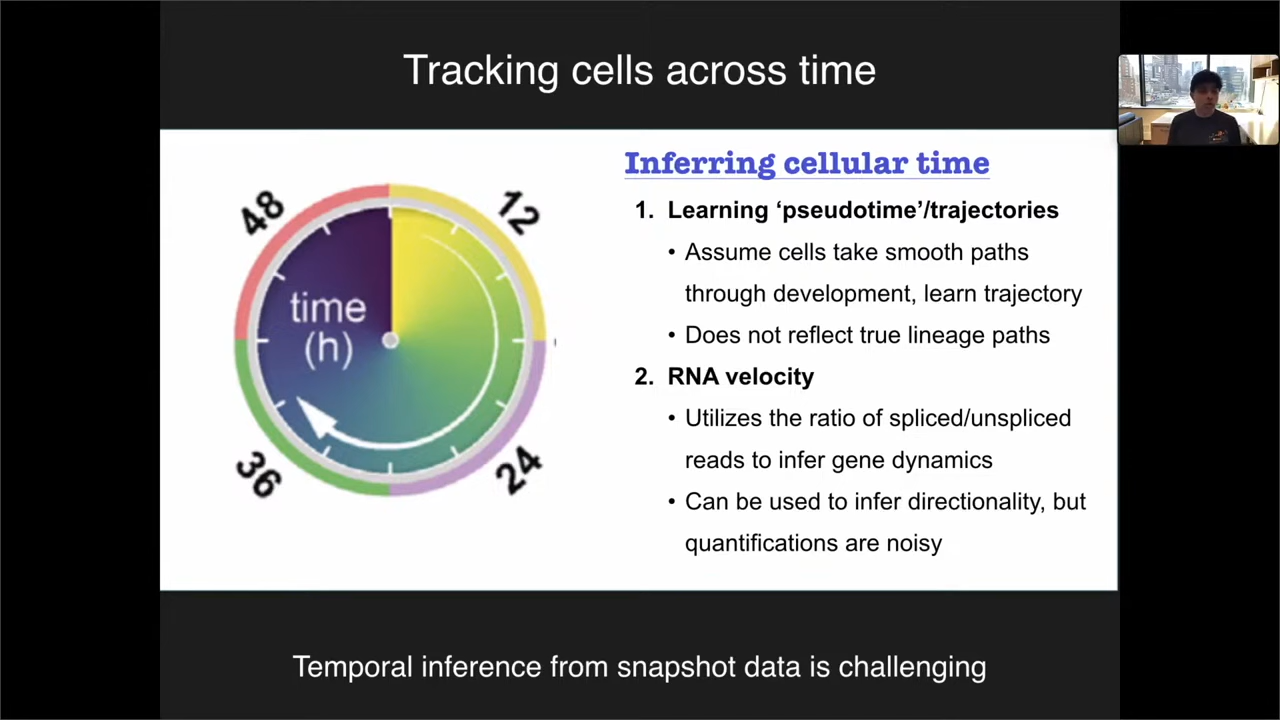 Tracking cells across time
48
12
time
(h)
36
24
Inferring cellular time
1. Learning ‘pseudotime’/trajectories
• Assume cells take smooth paths
through development, learn trajectory
• Does not reflect true lineage paths
2. RNA velocity
• Utilizes the ratio of spliced/unspliced
reads to infer gene dynamics
• Can be used to infer directionality, but
quantifications are noisy
Temporal inference from snapshot data is challenging